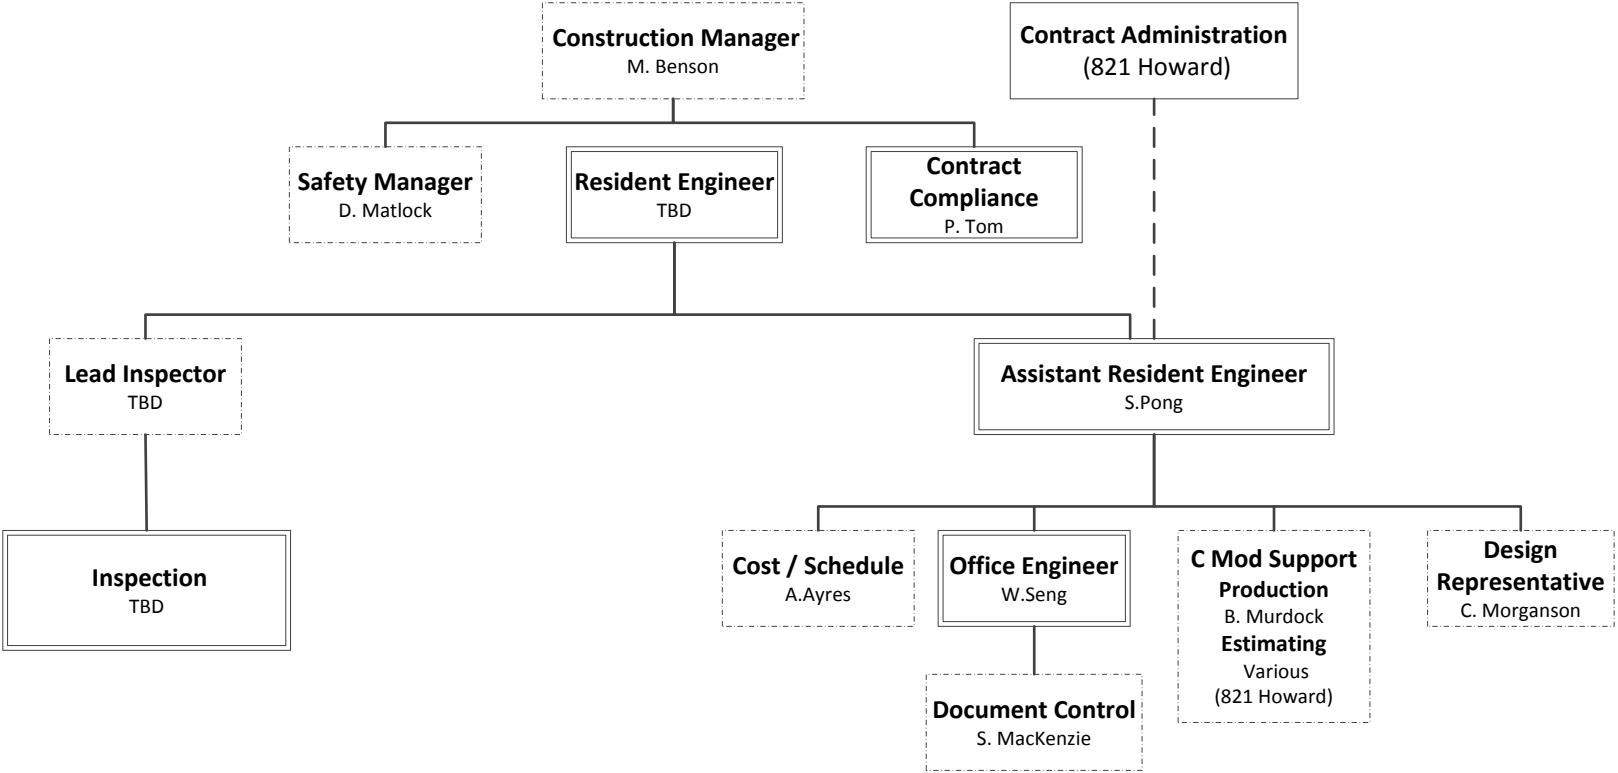 Construction Manager
M. Benson
Contract Administration
(821 Howard)
Safety Manager
D. Matlock
Resident Engineer
TBD
Contract
Compliance
P. Tom
Lead Inspector
TBD
Assistant Resident Engineer
S.Pong
Inspection
TBD
Cost / Schedule
A.Ayres
Office Engineer
W.Seng
C Mod Support
Production
B. Murdock
Estimating
Various
(821 Howard)
Design
Representative
C. Morganson
Document Control
S. MacKenzie